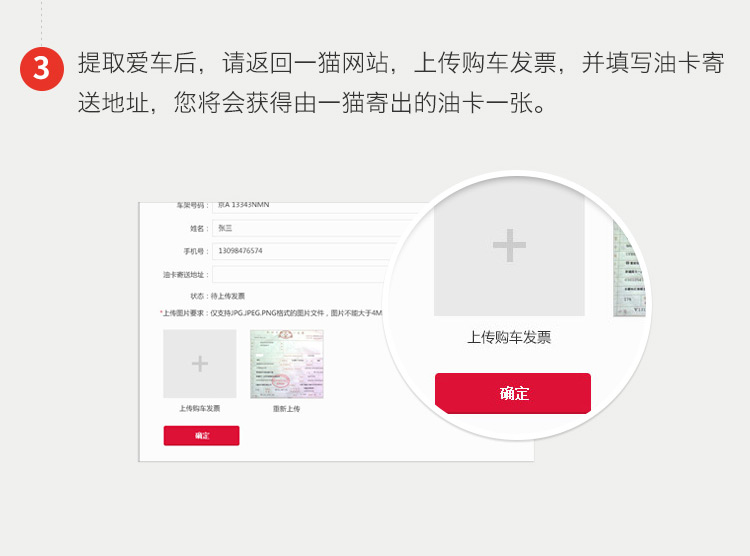 3
提取爱车后，请返回一猫网站，上传购车发票，并填写油卡寄
送地址，您将会获得由一猫寄出的油卡一张。
车架号码： 京A 13343NMN
姓名： 张兰
手机号： 13098476574
油卡寄送地址：
状态：待上传发票
*上传图片要求：仅支持JPG.JPEG.PNG格式的图片文件，图片不能大于4M
上传购车发票 重新上传
确定
上传购车发票
确定